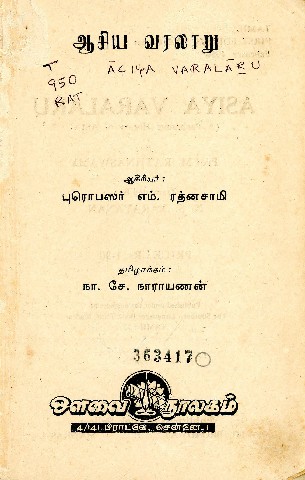 ஆசிய வரலாறு
T
950
RAT
ĀCIYA VARALĀRU
ஆசிரியர் :
புரொபஸர் எம். ரத்னசாமி
தமிழாக்கம் :
நா. சே. நாராயணன்
363417
ஔவை நூலகம்
4/141, பிராட்வே, சென்னை-1